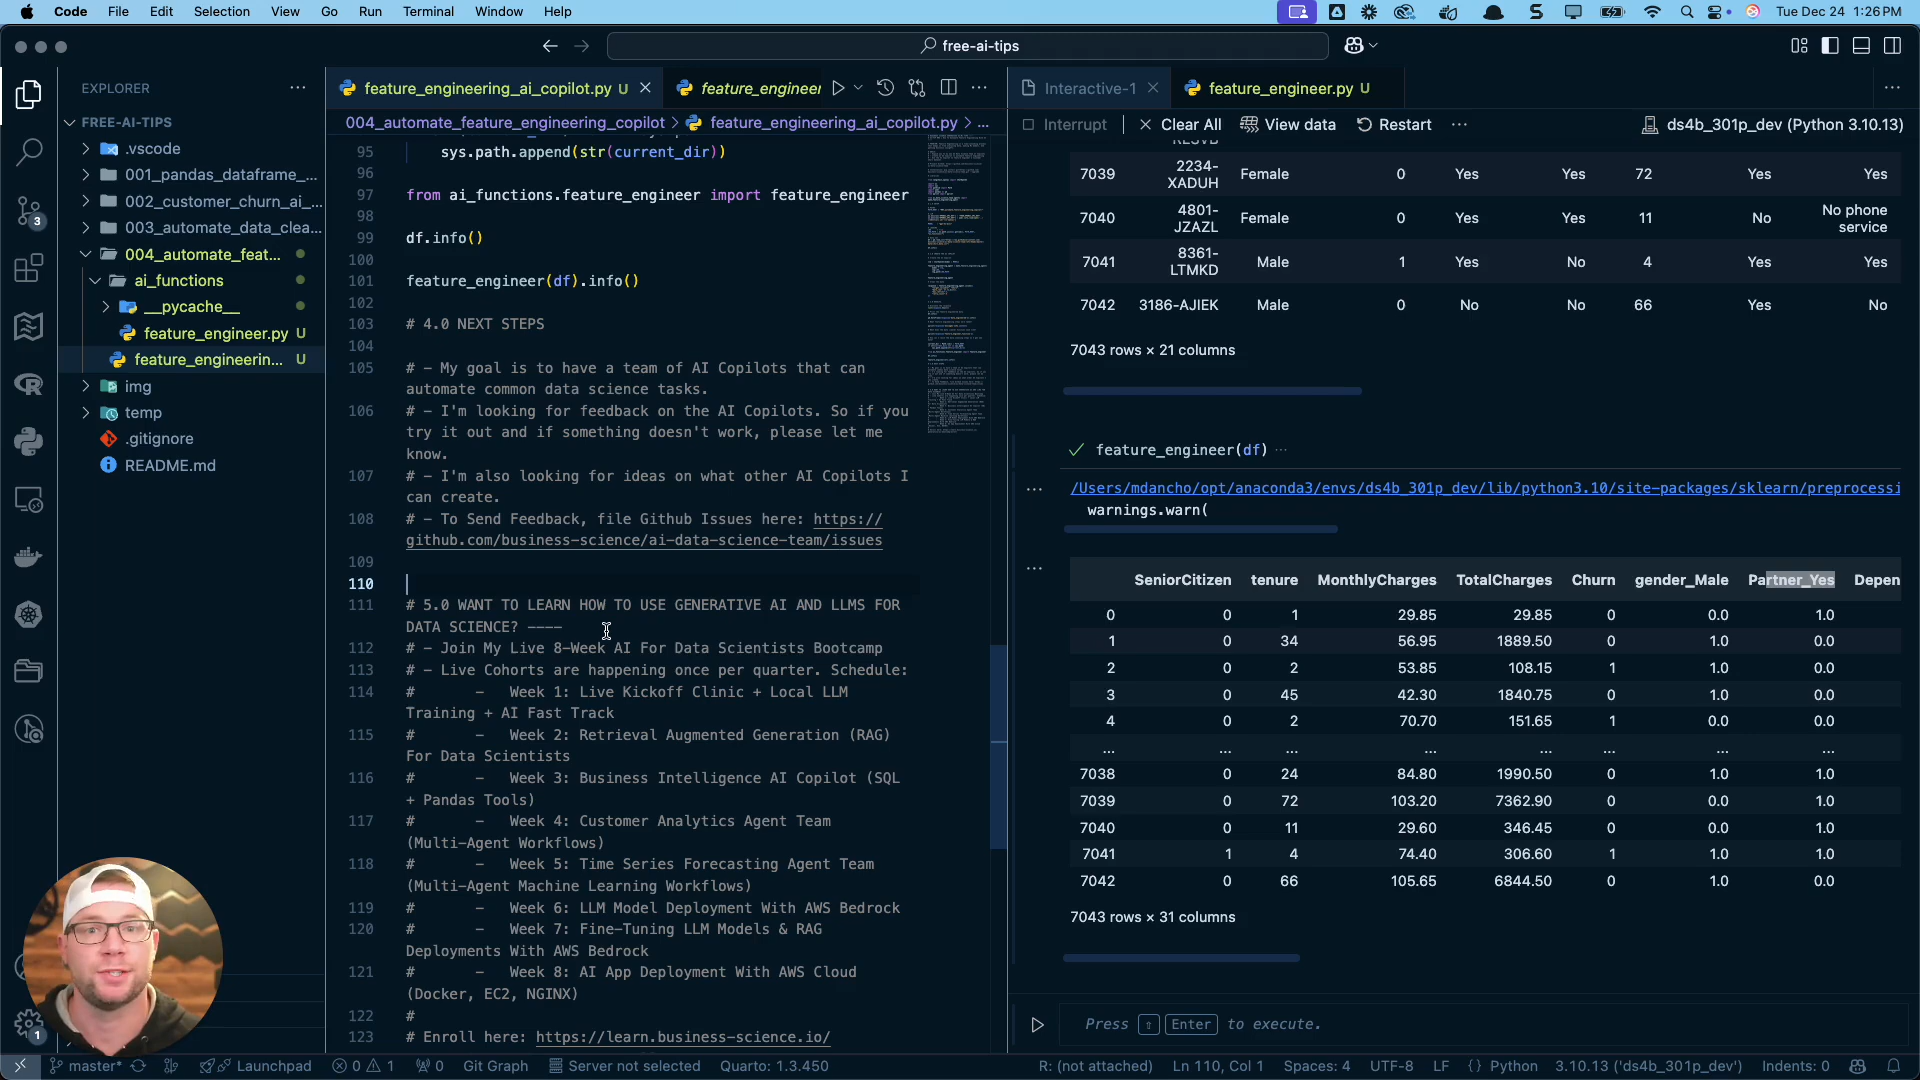 Code File Edit Selection View Go Run Terminal Window Help
Tue Dec 24 1:26 PM
free-ai-tips
EXPLORER
FREE-AI-TIPS
.vscode
001_pandas_dataframe_...
002_customer_churn_ai_...
003_automate_data_clea...
004_automate_feat...
ai_functions
__pycache__
feature_engineer.py U
feature_engineerin... U
img
temp
.gitignore
README.md
3
1
feature_engineering_ai_copilot.py U
feature_engineer
004_automate_feature_engineering_copilot > feature_engineering_ai_copilot.py > ...
95 sys.path.append(str(current_dir))
96
97 from ai_functions.feature_engineer import feature_engineer
98
99 df.info()
100
101 feature_engineer(df).info()
102
103 # 4.0 NEXT STEPS
104
105 # - My goal is to have a team of AI Copilots that can
automate common data science tasks.
106 # - I'm looking for feedback on the AI Copilots. So if you
try it out and if something doesn't work, please let me
know.
107 # - I'm also looking for ideas on what other AI Copilots I
can create.
108 # - To Send Feedback, file Github Issues here: https://
github.com/business-science/ai-data-science-team/issues
109
110
111 # 5.0 WANT TO LEARN HOW TO USE GENERATIVE AI AND LLMS FOR
DATA SCIENCE? ----
112 # - Join My Live 8-Week AI For Data Scientists Bootcamp
113 # - Live Cohorts are happening once per quarter. Schedule:
114 # - Week 1: Live Kickoff Clinic + Local LLM
Training + AI Fast Track
115 # - Week 2: Retrieval Augmented Generation (RAG)
For Data Scientists
116 # - Week 3: Business Intelligence AI Copilot (SQL
+ Pandas Tools)
117 # - Week 4: Customer Analytics Agent Team
(Multi-Agent Workflows)
118 # - Week 5: Time Series Forecasting Agent Team
(Multi-Agent Machine Learning Workflows)
119 # - Week 6: LLM Model Deployment With AWS Bedrock
120 # - Week 7: Fine-Tuning LLM Models & RAG
Deployments With AWS Bedrock
121 # - Week 8: AI App Deployment With AWS Cloud
(Docker, EC2, NGINX)
122 #
123 # Enroll here: https://learn.business-science.io/
Interactive-1
feature_engineer.py U
Interrupt Clear All View data Restart ... ds4b_301p_dev (Python 3.10.13)
7039 2234-XADUH Female 0 Yes Yes 72 Yes Yes
7040 4801-JZAZL Female 0 Yes Yes 11 No No phone service
7041 8361-LTMKD Male 1 Yes No 4 Yes Yes
7042 3186-AJIEK Male 0 No No 66 Yes No
7043 rows × 21 columns
feature_engineer(df) ...
/Users/mdancho/opt/anaconda3/envs/ds4b_301p_dev/lib/python3.10/site-packages/sklearn/preprocessi
warnings.warn(
SeniorCitizen tenure MonthlyCharges TotalCharges Churn gender_Male Partner_Yes Depen
0 0 1 29.85 29.85 0 0.0 1.0
1 0 34 56.95 1889.50 0 1.0 0.0
2 0 2 53.85 108.15 1 1.0 0.0
3 0 45 42.30 1840.75 0 1.0 0.0
4 0 2 70.70 151.65 1 0.0 0.0
... ... ... ... ... ... ... ...
7038 0 24 84.80 1990.50 0 1.0 1.0
7039 0 72 103.20 7362.90 0 0.0 1.0
7040 0 11 29.60 346.45 0 0.0 1.0
7041 1 4 74.40 306.60 1 1.0 1.0
7042 0 66 105.65 6844.50 0 1.0 0.0
7043 rows × 31 columns
Press ⇧ Enter to execute.
master* Launchpad 0 1 0 Git Graph Server not selected Quarto: 1.3.450
R: (not attached) Ln 110, Col 1 Spaces: 4 UTF-8 LF {} Python 3.10.13 ('ds4b_301p_dev') Indents: 0